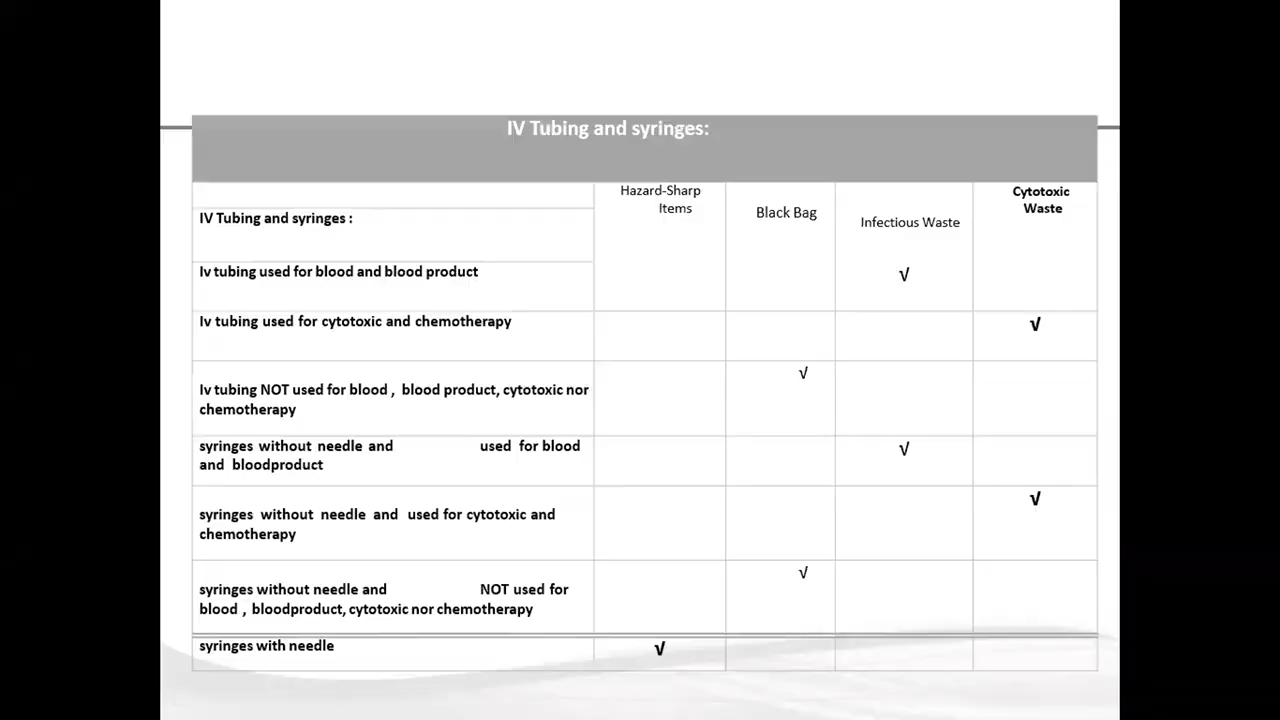 IV Tubing and syringes:
Hazard-Sharp Items
Black Bag
Infectious Waste
Cytotoxic Waste
IV Tubing and syringes :
Iv tubing used for blood and blood product
√
Iv tubing used for cytotoxic and chemotherapy
√
Iv tubing NOT used for blood , blood product, cytotoxic nor
chemotherapy
√
syringes without needle and used for blood
and bloodproduct
√
syringes without needle and used for cytotoxic and
chemotherapy
√
syringes without needle and NOT used for
blood , bloodproduct, cytotoxic nor chemotherapy
√
syringes with needle
√